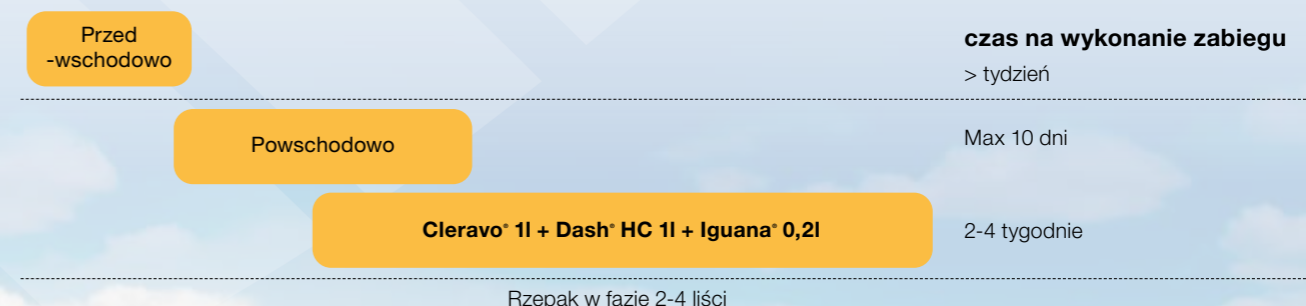 Przed
-wschodowo
czas na wykonanie zabiegu
> tydzień
Powschodowo
Max 10 dni
Cleravo® 1l + Dash® HC 1l + Iguana® 0,2l
2-4 tygodnie
Rzepak w fazie 2-4 liści